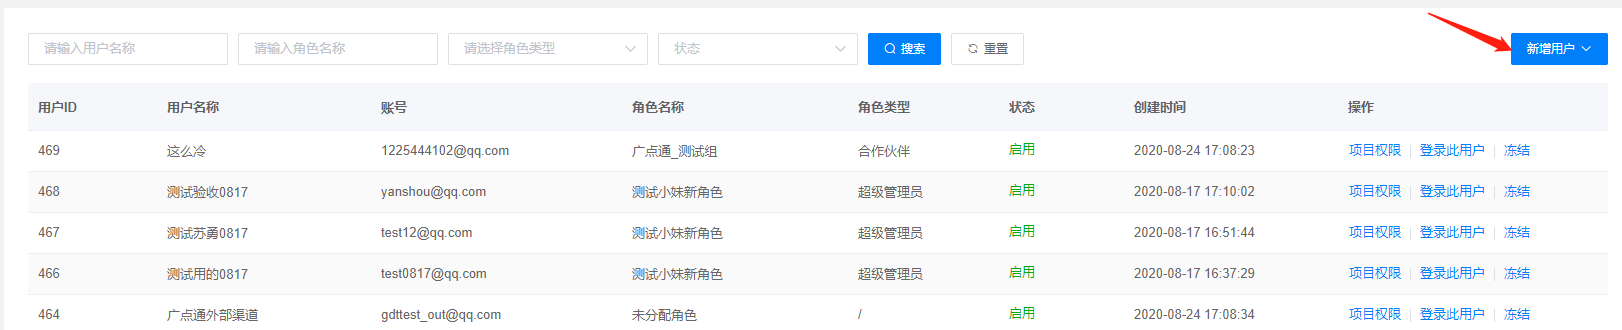 请输入用户名称 请输入角色名称 请选择角色类型 状态 搜索 重置 新增用户
用户ID 用户名称 账号 角色名称 角色类型 状态 创建时间 操作
469 这么冷 1225444102@qq.com 广点通_测试组 合作伙伴 启用 2020-08-24 17:08:23 项目权限 登录此用户 冻结
468 测试验收0817 yanshou@qq.com 测试小妹新角色 超级管理员 启用 2020-08-17 17:10:02 项目权限 登录此用户 冻结
467 测试苏勇0817 test12@qq.com 测试小妹新角色 超级管理员 启用 2020-08-17 16:51:44 项目权限 登录此用户 冻结
466 测试用的0817 test0817@qq.com 测试小妹新角色 超级管理员 启用 2020-08-17 16:37:29 项目权限 登录此用户 冻结
464 广点通外部渠道 gdttest_out@qq.com 未分配角色 / 启用 2020-08-24 17:08:34 项目权限 登录此用户 冻结